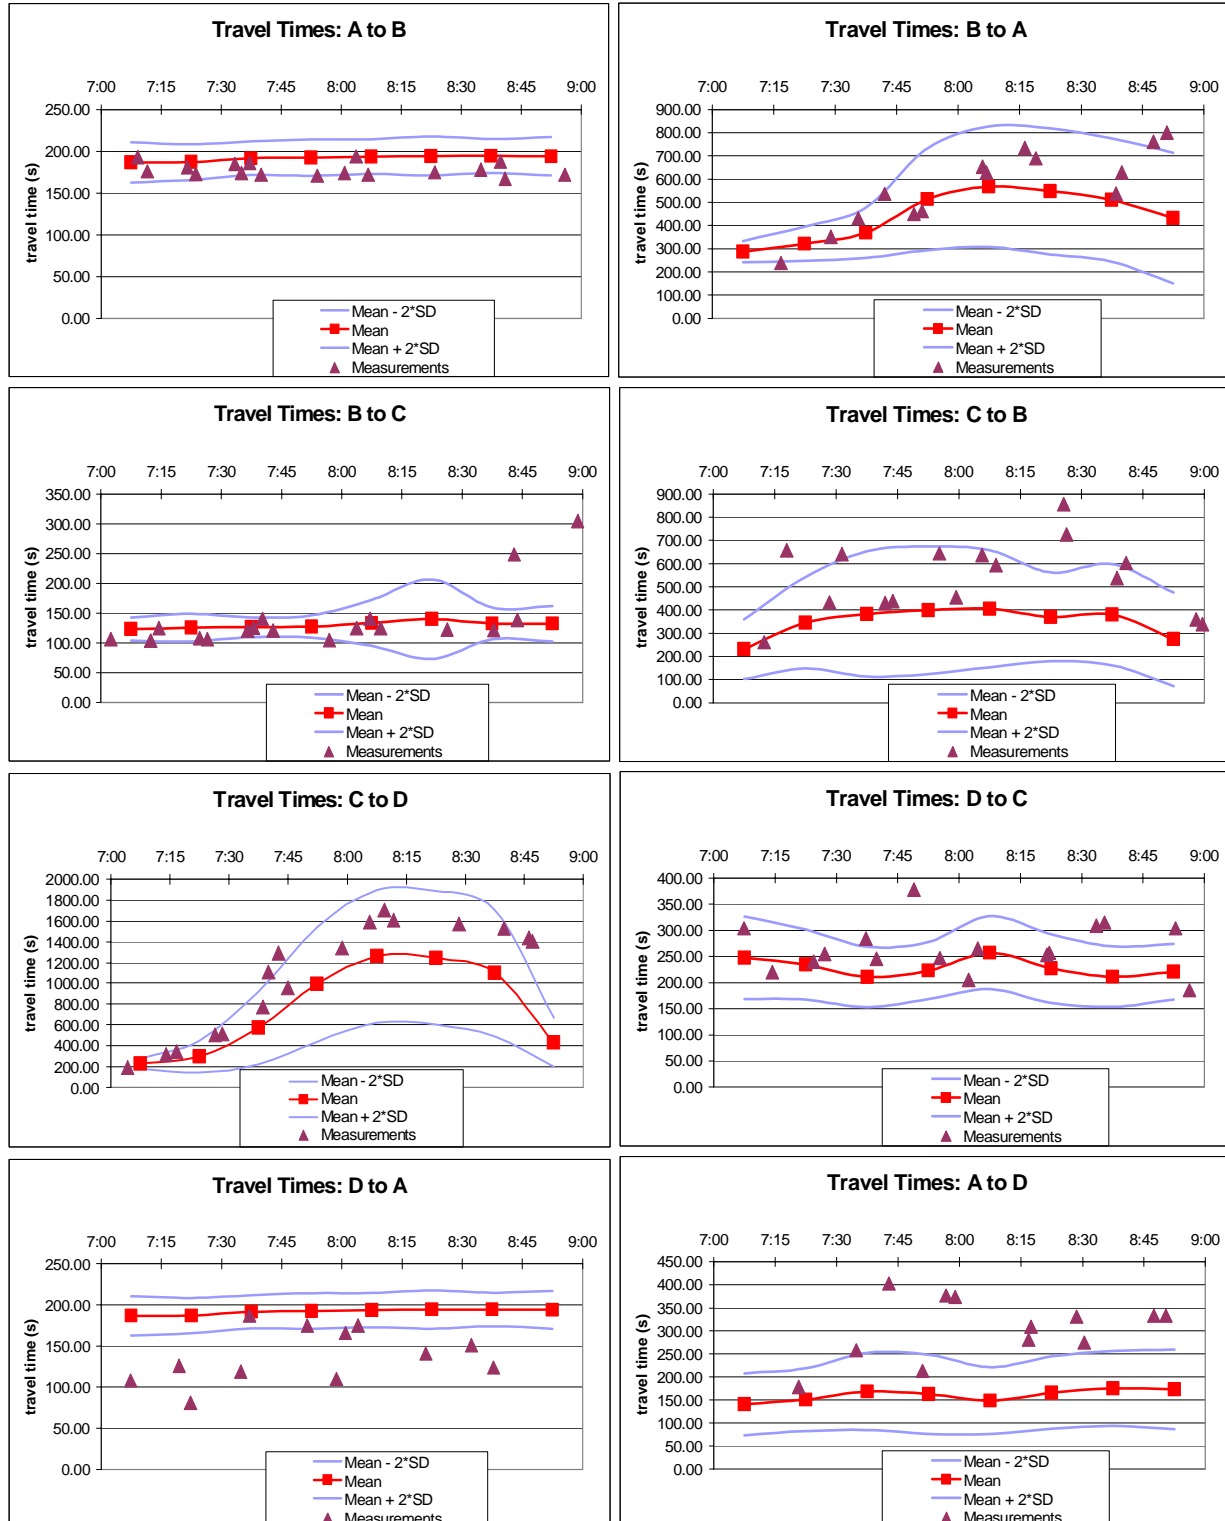 Travel Times: A to B
7:00 7:15 7:30 7:45 8:00 8:15 8:30 8:45 9:00
250.00
200.00
150.00
100.00
50.00
0.00
travel time (s)
Mean - 2*SD
Mean
Mean + 2*SD
Measurements
Travel Times: B to A
7:00 7:15 7:30 7:45 8:00 8:15 8:30 8:45 9:00
900.00
800.00
700.00
600.00
500.00
400.00
300.00
200.00
100.00
0.00
travel time (s)
Mean - 2*SD
Mean
Mean + 2*SD
Measurements
Travel Times: B to C
7:00 7:15 7:30 7:45 8:00 8:15 8:30 8:45 9:00
350.00
300.00
250.00
200.00
150.00
100.00
50.00
0.00
travel time (s)
Mean - 2*SD
Mean
Mean + 2*SD
Measurements
Travel Times: C to B
7:00 7:15 7:30 7:45 8:00 8:15 8:30 8:45 9:00
900.00
800.00
700.00
600.00
500.00
400.00
300.00
200.00
100.00
0.00
travel time (s)
Mean - 2*SD
Mean
Mean + 2*SD
Measurements
Travel Times: C to D
7:00 7:15 7:30 7:45 8:00 8:15 8:30 8:45 9:00
2000.00
1800.00
1600.00
1400.00
1200.00
1000.00
800.00
600.00
400.00
200.00
0.00
travel time (s)
Mean - 2*SD
Mean
Mean + 2*SD
Measurements
Travel Times: D to C
7:00 7:15 7:30 7:45 8:00 8:15 8:30 8:45 9:00
400.00
350.00
300.00
250.00
200.00
150.00
100.00
50.00
0.00
travel time (s)
Mean - 2*SD
Mean
Mean + 2*SD
Measurements
Travel Times: D to A
7:00 7:15 7:30 7:45 8:00 8:15 8:30 8:45 9:00
250.00
200.00
150.00
100.00
50.00
0.00
travel time (s)
Mean - 2*SD
Mean
Mean + 2*SD
Measurements
Travel Times: A to D
7:00 7:15 7:30 7:45 8:00 8:15 8:30 8:45 9:00
450.00
400.00
350.00
300.00
250.00
200.00
150.00
100.00
50.00
0.00
travel time (s)
Mean - 2*SD
Mean
Mean + 2*SD
Measurements